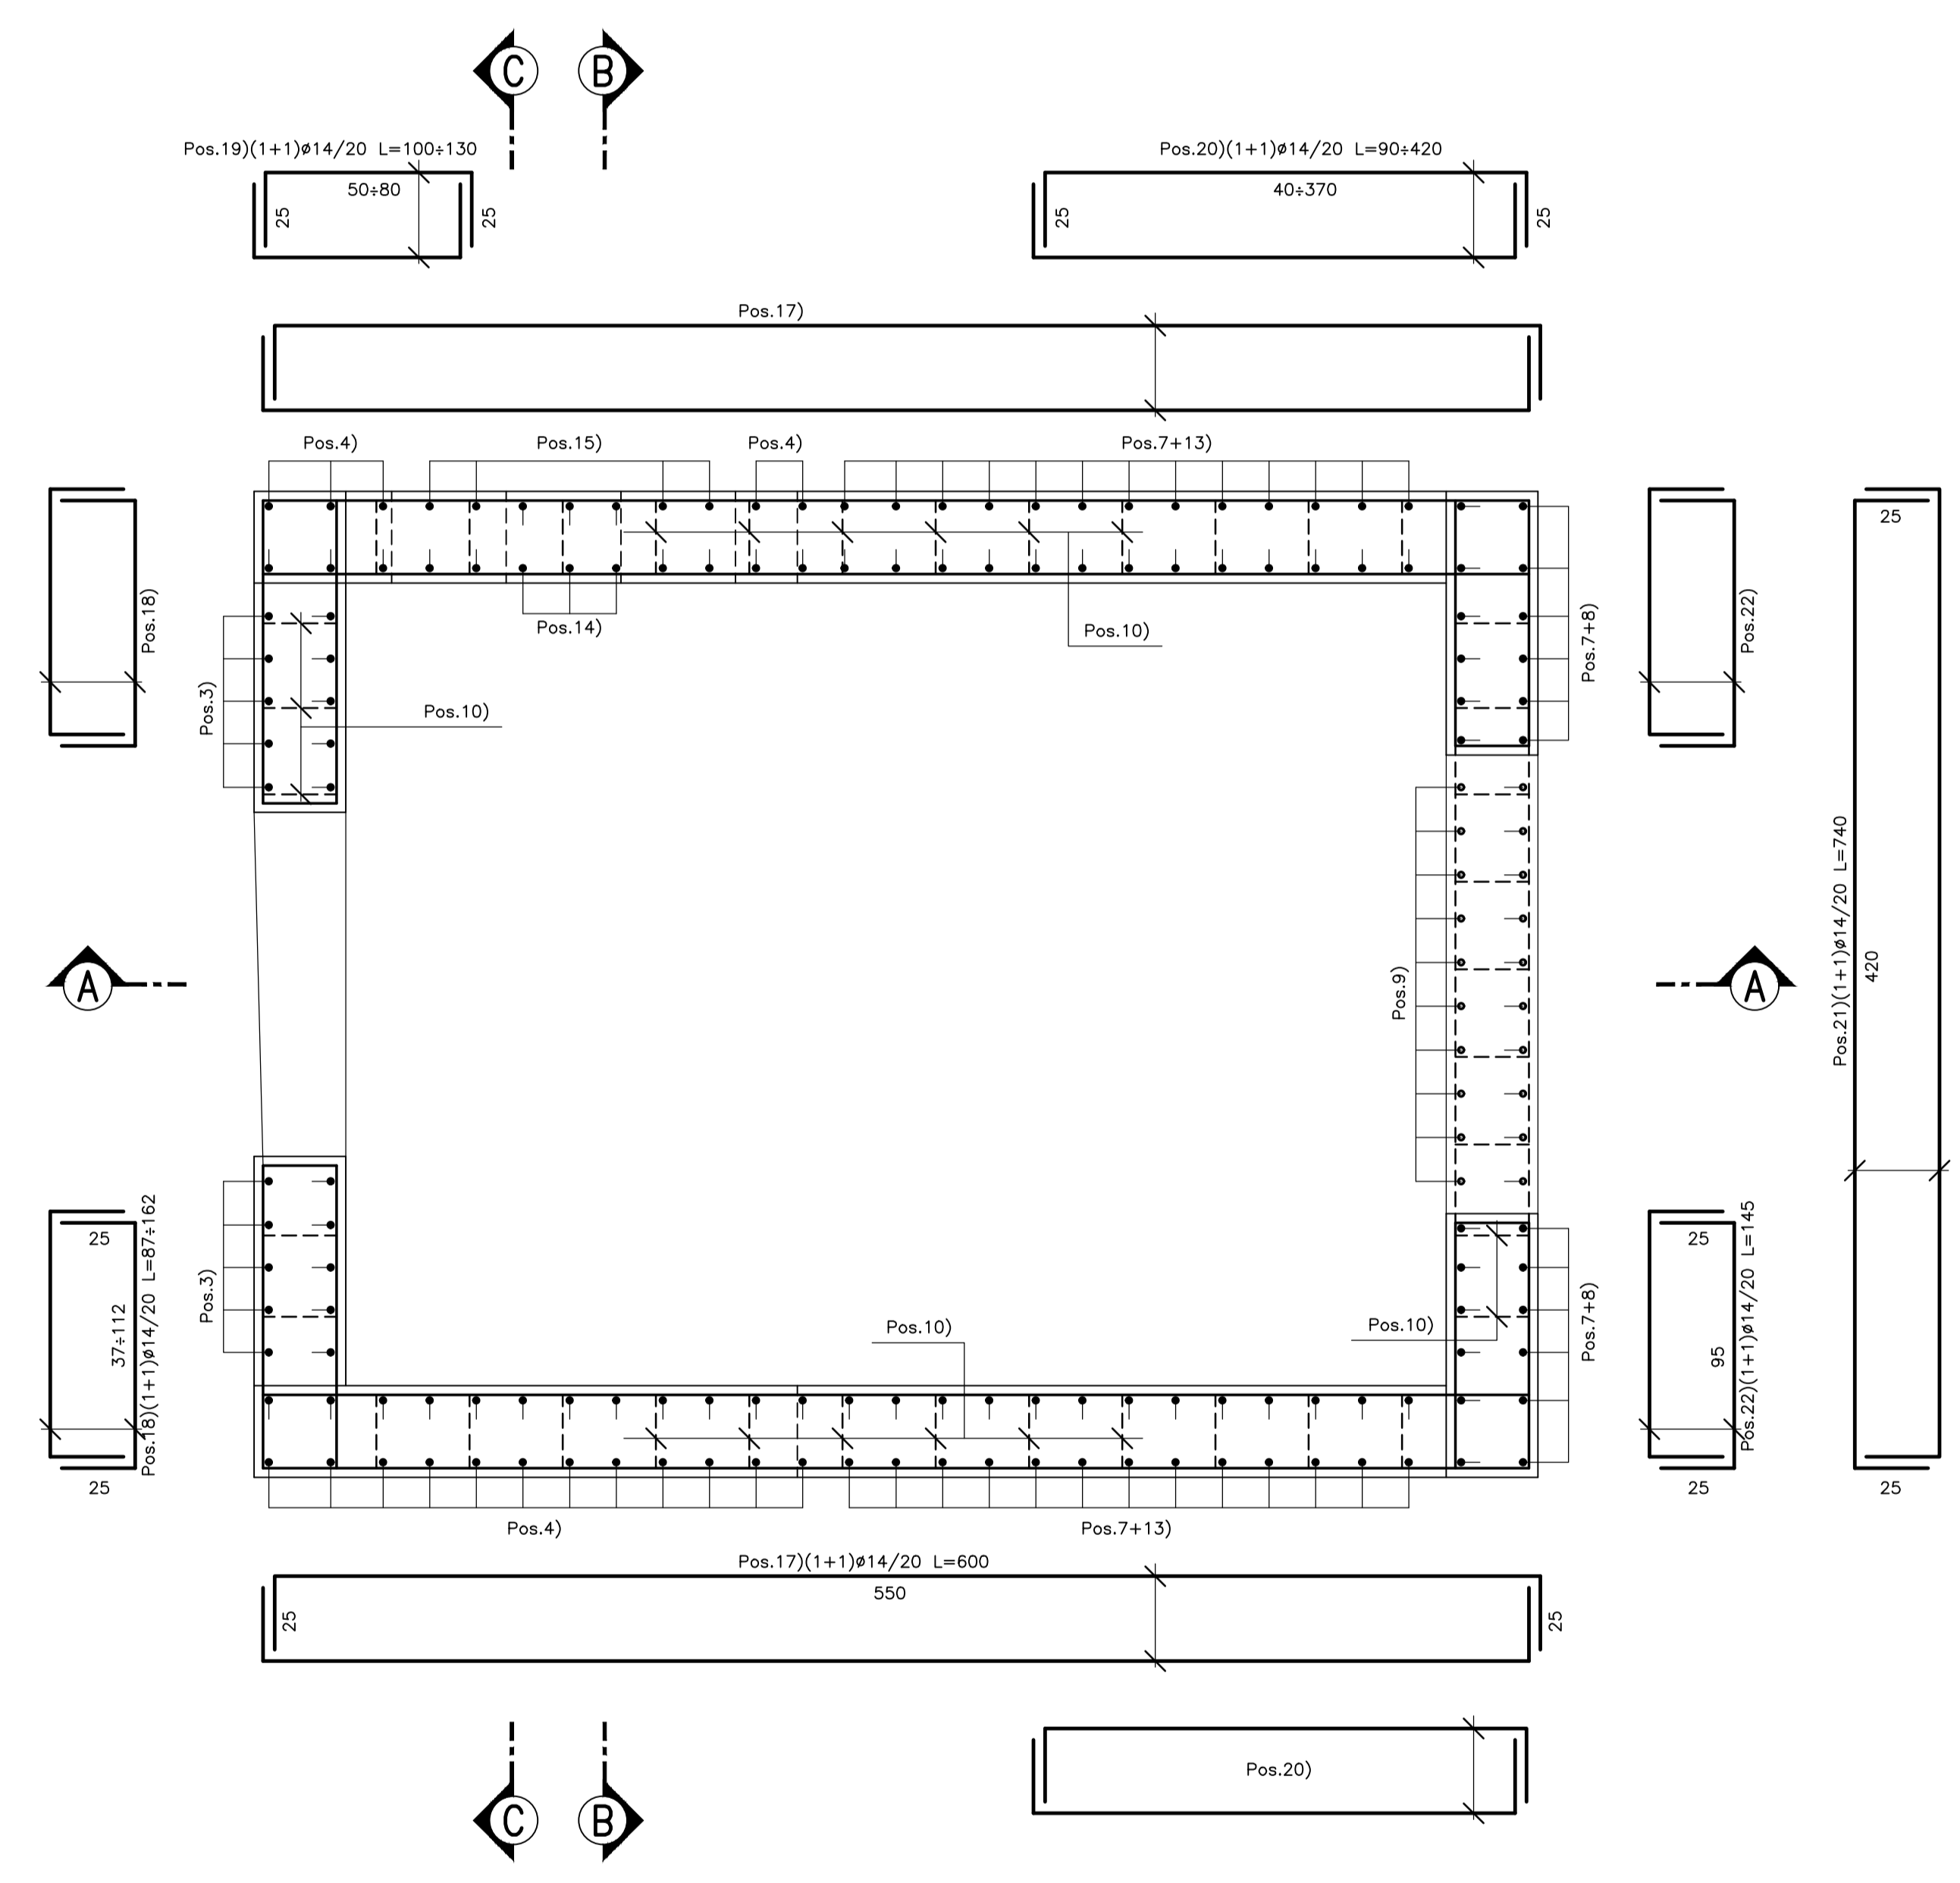 C
B
Pos.19)(1+1)ø14/20 L=100÷130
50÷80
25
25
Pos.20)(1+1)ø14/20 L=90÷420
40÷370
25
25
Pos.17)
Pos.4)
Pos.15)
Pos.4)
Pos.7+13)
25
Pos.18)
Pos.14)
Pos.10)
Pos.7+8)
Pos.22)
Pos.3)
Pos.10)
Pos.21)(1+1)ø14/20 L=740
420
A
Pos.9)
A
25
37÷112
Pos.18)(1+1)ø14/20 L=87÷162
25
Pos.3)
Pos.10)
Pos.10)
Pos.7+8)
25
95
Pos.22)(1+1)ø14/20 L=145
25
25
Pos.4)
Pos.7+13)
Pos.17)(1+1)ø14/20 L=600
550
25
25
Pos.20)
C
B